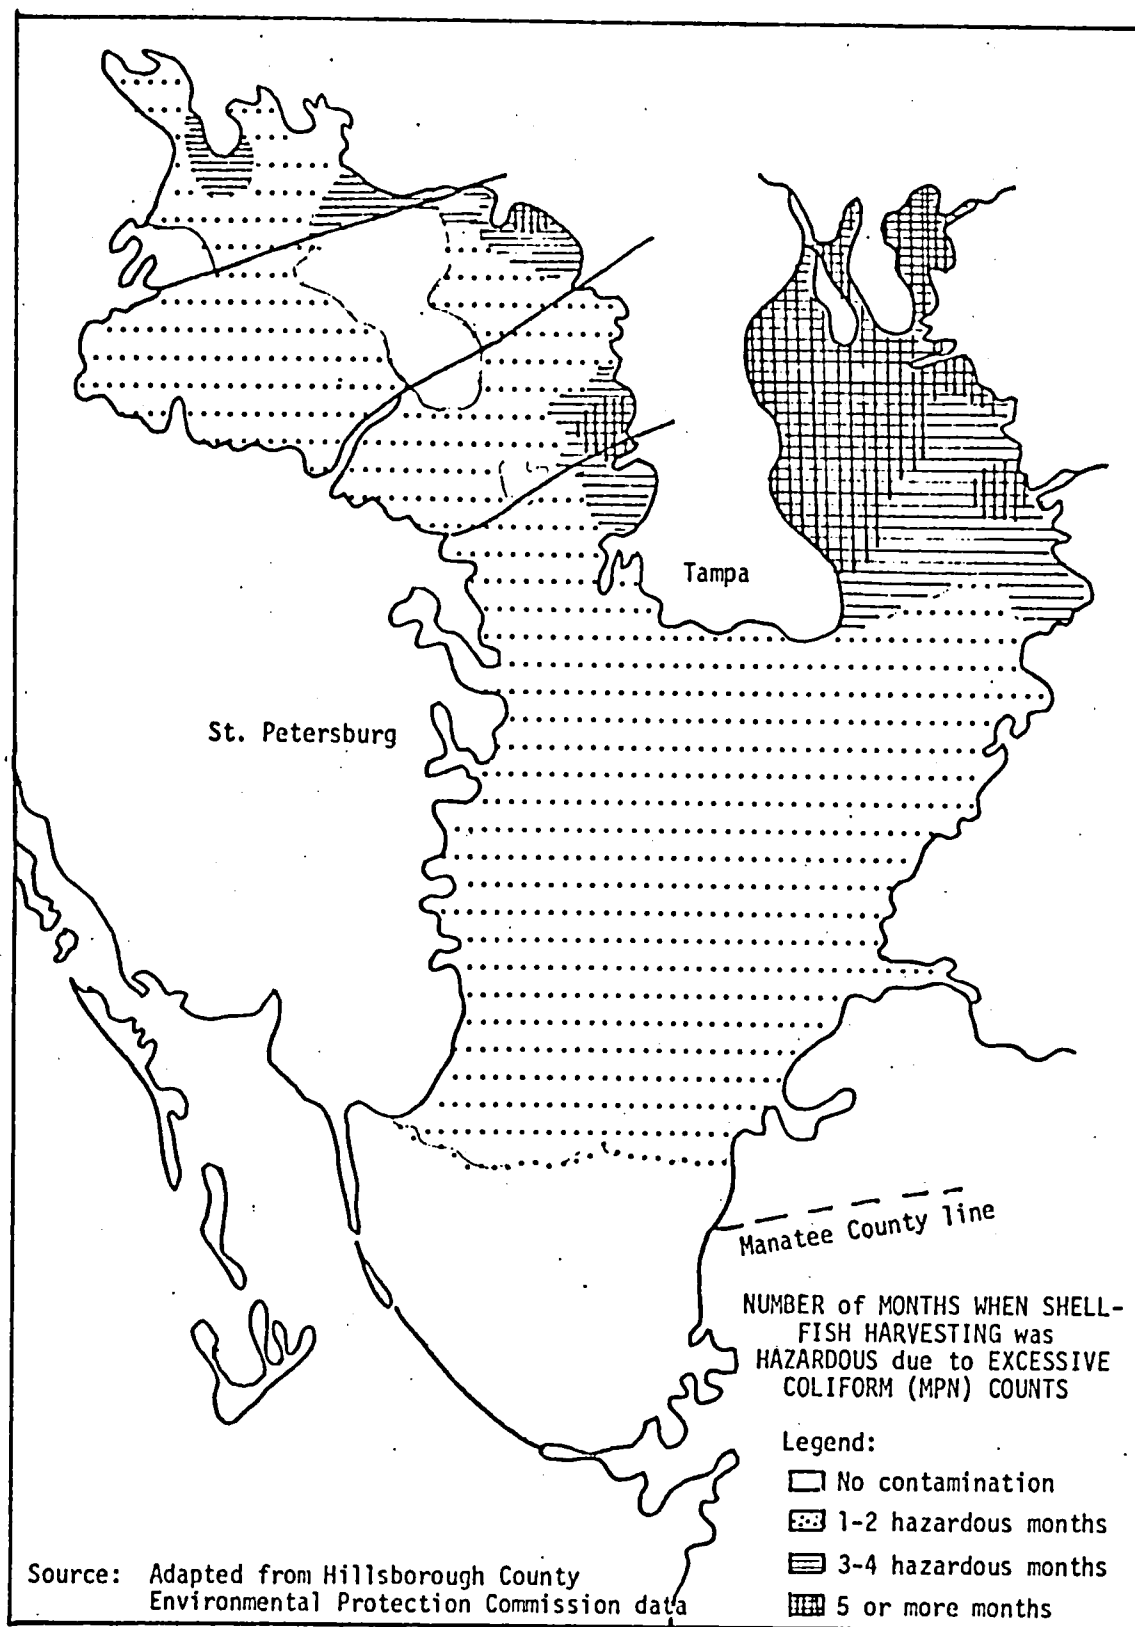 Tampa
St. Petersburg
Manatee County line
NUMBER of MONTHS WHEN SHELL-
FISH HARVESTING was
HAZARDOUS due to EXCESSIVE
COLIFORM (MPN) COUNTS
Legend:
No contamination
1-2 hazardous months
3-4 hazardous months
5 or more months
Source: Adapted from Hillsborough County
Environmental Protection Commission data